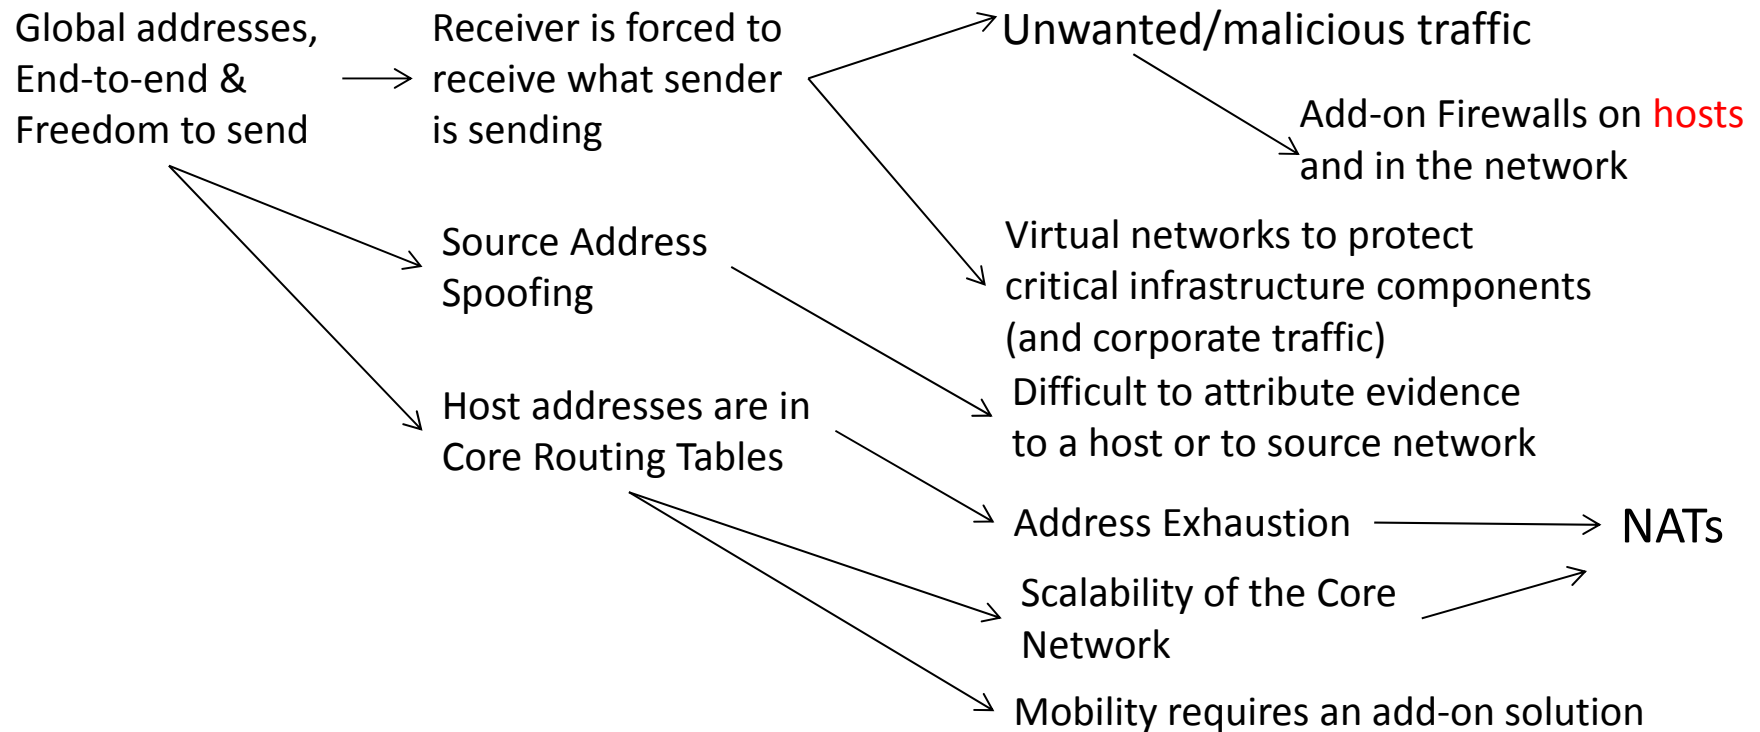 Global addresses,
End-to-end &
Freedom to send
Receiver is forced to
receive what sender
is sending
Unwanted/malicious traffic
Add-on Firewalls on hosts
and in the network
Source Address
Spoofing
Virtual networks to protect
critical infrastructure components
(and corporate traffic)
Host addresses are in
Core Routing Tables
Difficult to attribute evidence
to a host or to source network
Address Exhaustion
NATs
Scalability of the Core
Network
Mobility requires an add-on solution